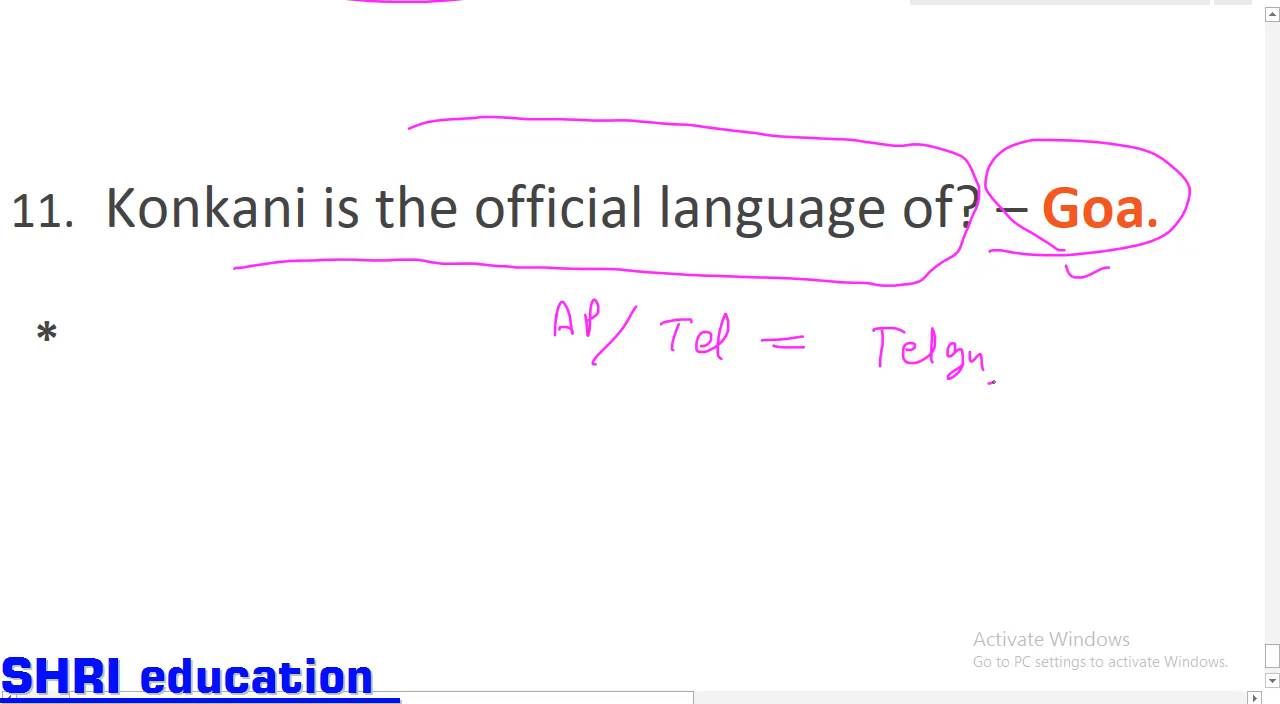 11. Konkani is the official language of? – Goa.
*
AP/ Tel = Telgu
Activate Windows
Go to PC settings to activate Windows.
SHRI education